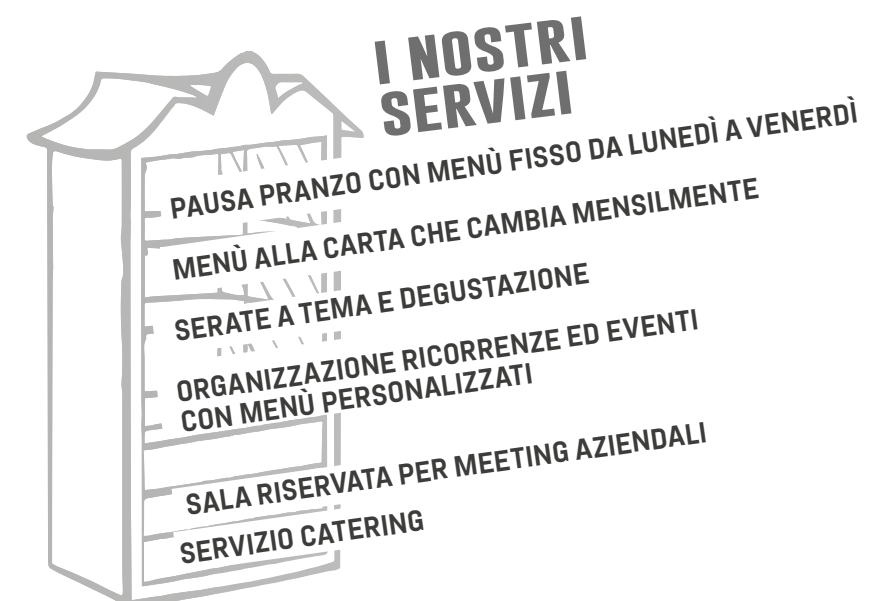 I NOSTRI
SERVIZI
PAUSA PRANZO CON MENÙ FISSO DA LUNEDÌ A VENERDÌ
MENÙ ALLA CARTA CHE CAMBIA MENSILMENTE
SERATE A TEMA E DEGUSTAZIONE
ORGANIZZAZIONE RICORRENZE ED EVENTI
CON MENÙ PERSONALIZZATI
SALA RISERVATA PER MEETING AZIENDALI
SERVIZIO CATERING